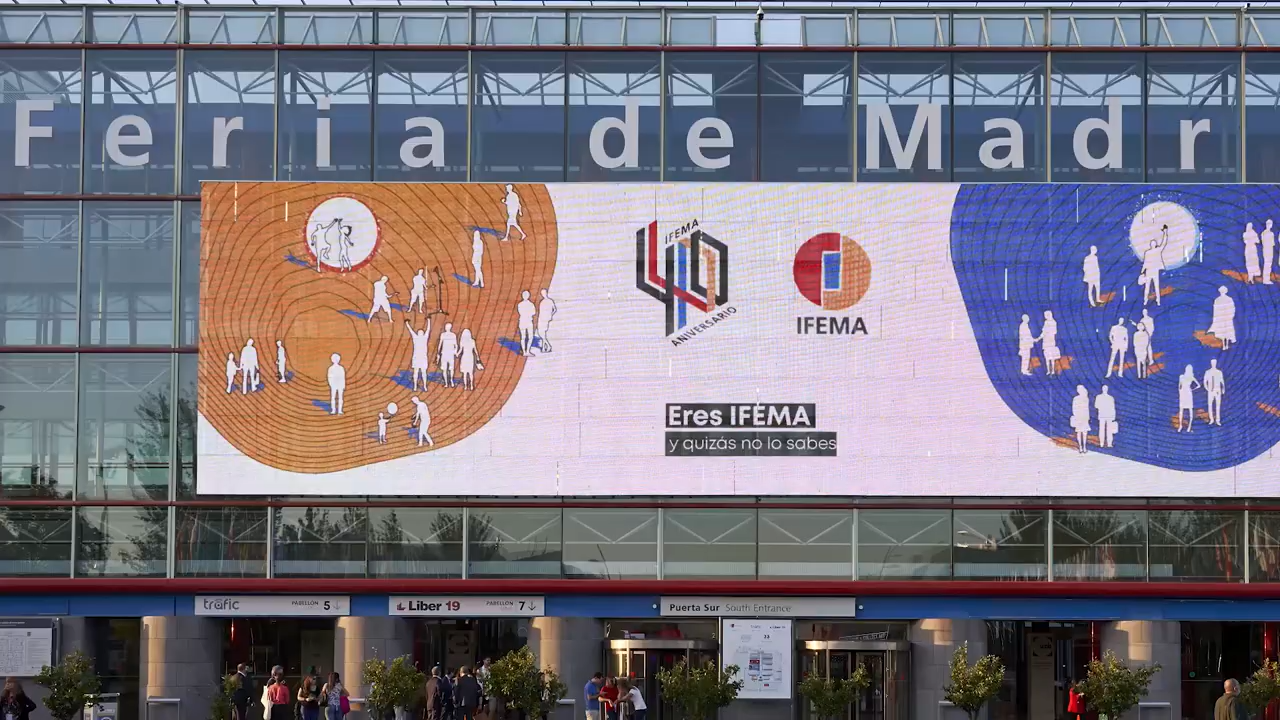 Feria de Madr
IFEMA
40
ANIVERSARIO
IFEMA
Eres IFEMA
y quizás no lo sabes
tráfic PABELLÓN 5
Liber 19 PABELLÓN 7
Puerta Sur South Entrance